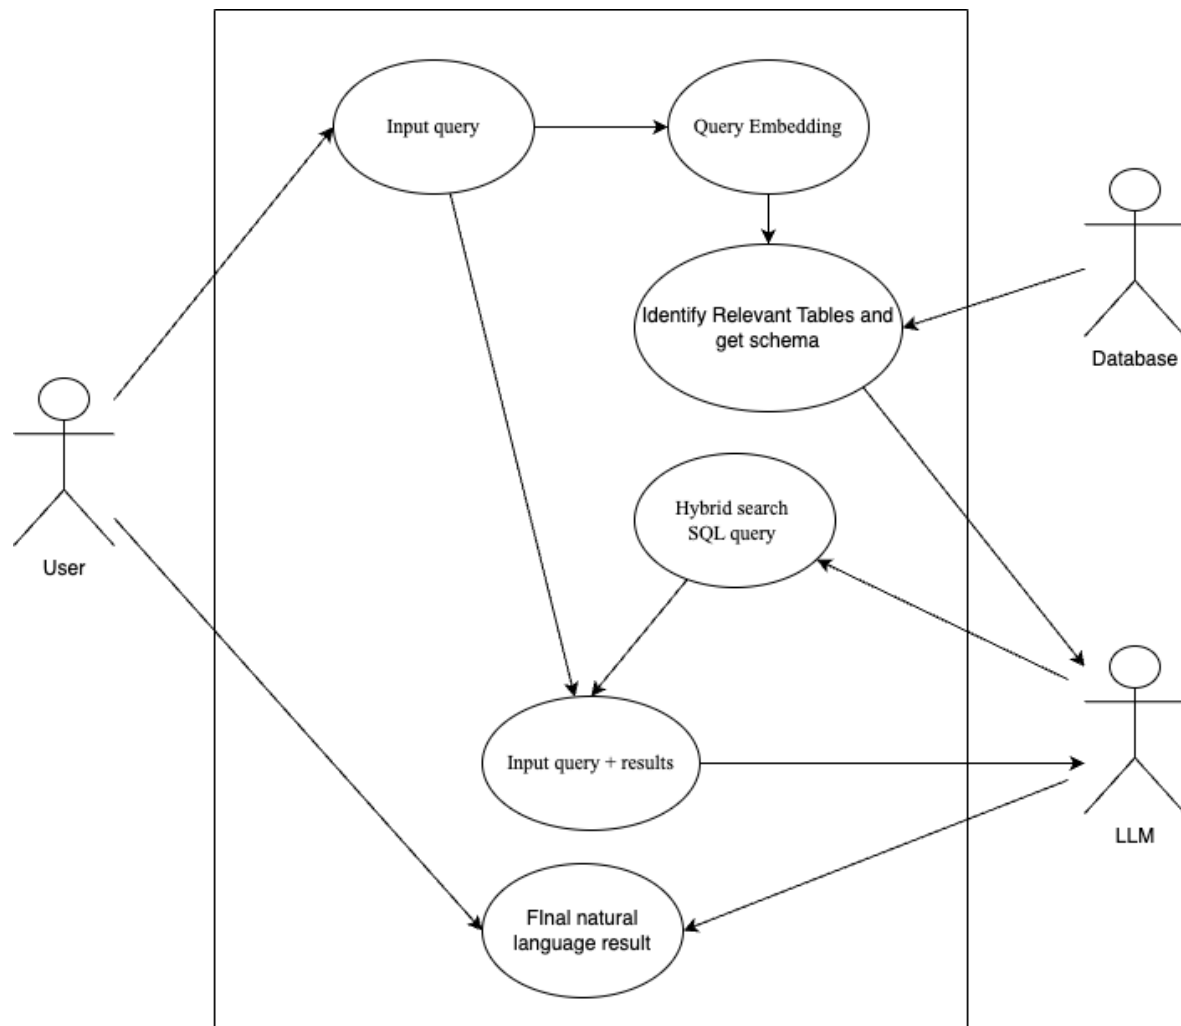 Input query
Query Embedding
Identify Relevant Tables and
get schema
Database
Hybrid search
SQL query
User
Input query + results
LLM
FInal natural
language result